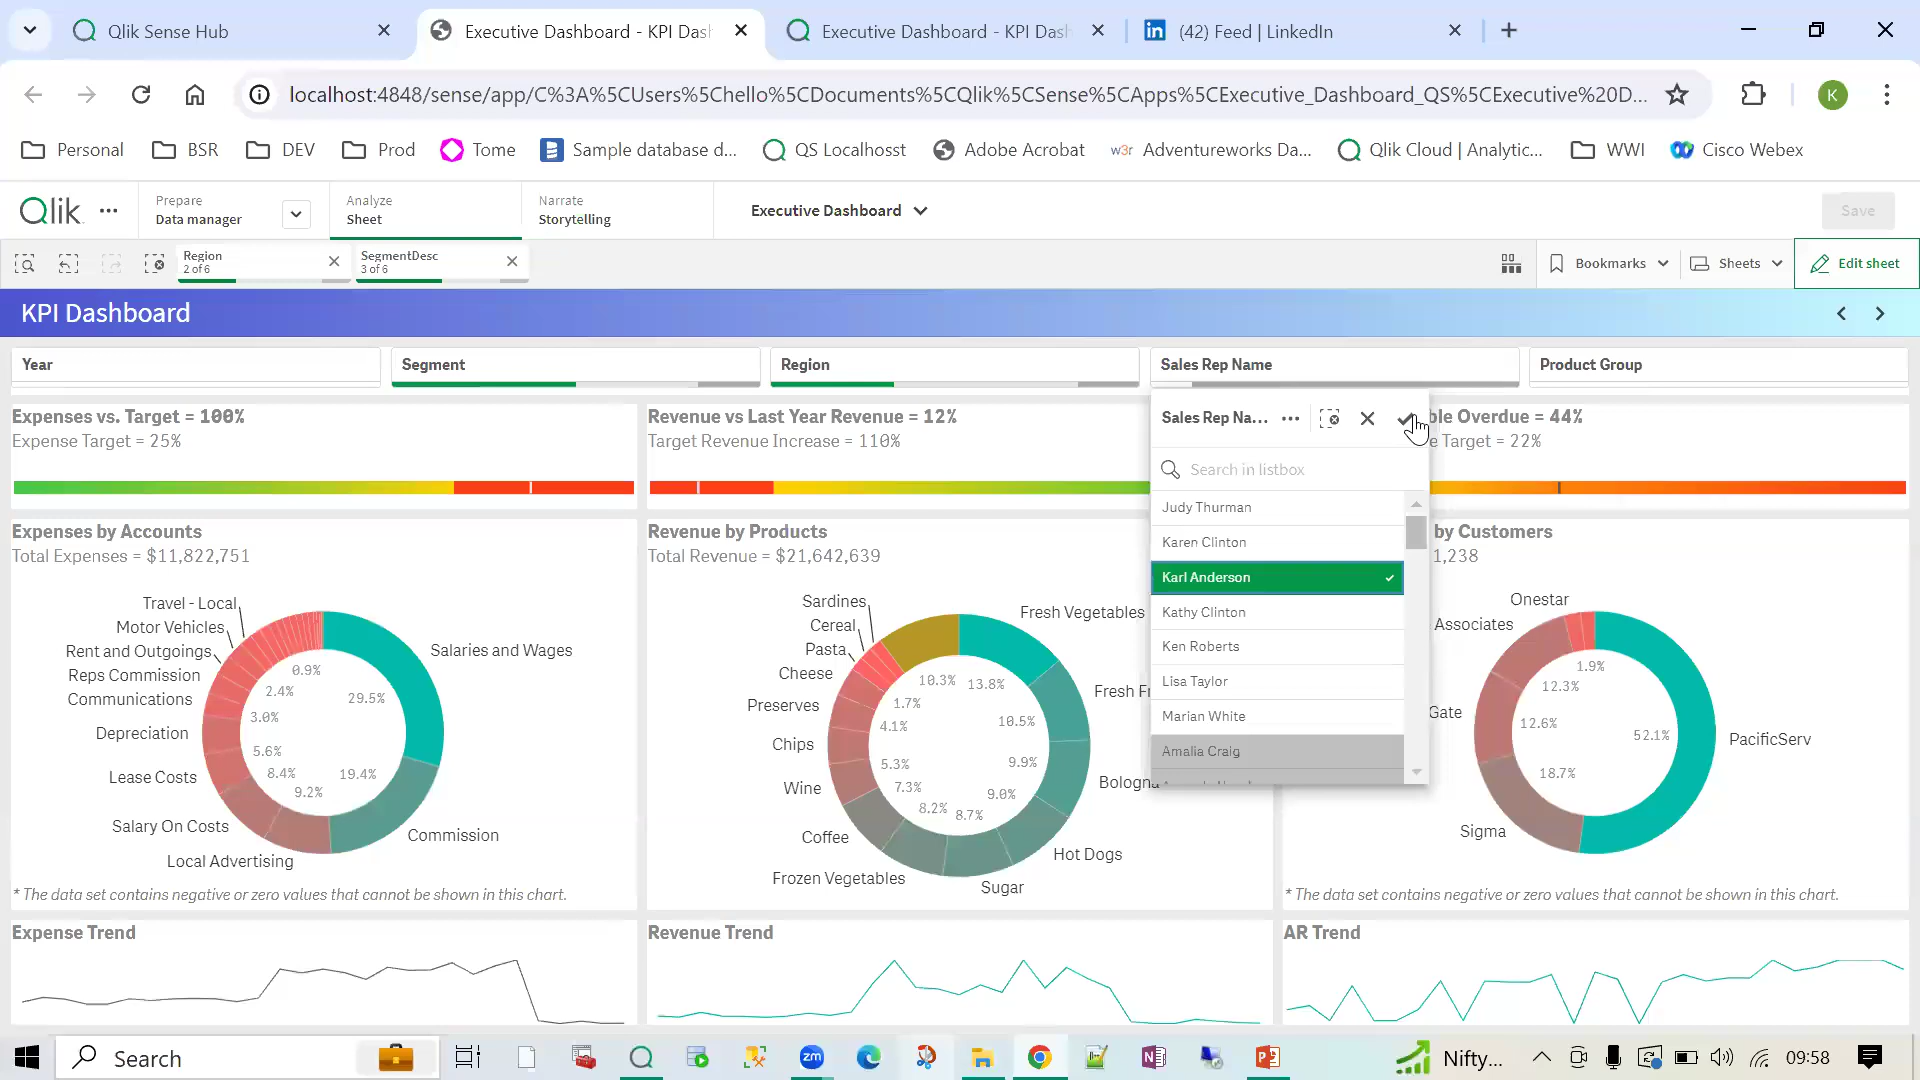 Qlik Sense Hub
Executive Dashboard - KPI Das
Executive Dashboard - KPI Das
(42) Feed | LinkedIn
localhost:4848/sense/app/C%3A%5CUsers%5Chello%5CDocuments%5CQlik%5CSense%5CApps%5CExecutive_Dashboard_QS%5CExecutive%20D...
K
Personal
BSR
DEV
Prod
Tome
Sample database d...
QS Localhosst
Adobe Acrobat
w3r
Adventureworks Da...
Qlik Cloud | Analytic...
WWI
Cisco Webex
Qlik
Prepare
Data manager
Analyze
Sheet
Narrate
Storytelling
Executive Dashboard
Save
Region
2 of 6
SegmentDesc
3 of 6
Bookmarks
Sheets
Edit sheet
KPI Dashboard
Year
Segment
Region
Sales Rep Name
Product Group
Expenses vs. Target = 100%
Expense Target = 25%
Revenue vs Last Year Revenue = 12%
Target Revenue Increase = 110%
ble Overdue = 44%
e Target = 22%
Sales Rep Na...
Search in listbox
Judy Thurman
Karen Clinton
Karl Anderson
Kathy Clinton
Ken Roberts
Lisa Taylor
Marian White
Amalia Craig
Expenses by Accounts
Total Expenses = $11,822,751
Travel - Local
Motor Vehicles
Rent and Outgoings
Reps Commission
Communications
Depreciation
Lease Costs
Salary On Costs
Local Advertising
Commission
Salaries and Wages
0.9%
2.4%
3.0%
5.6%
8.4%
9.2%
19.4%
29.5%
* The data set contains negative or zero values that cannot be shown in this chart.
Revenue by Products
Total Revenue = $21,642,639
Sardines
Cereal
Pasta
Cheese
Preserves
Chips
Wine
Coffee
Frozen Vegetables
Sugar
Hot Dogs
Bologna
Fresh Fr
Fresh Vegetables
10.3%
13.8%
1.7%
10.5%
4.1%
5.3%
9.9%
7.3%
9.0%
8.2%
8.7%
by Customers
1,238
Onestar
Associates
Gate
Sigma
PacificServ
1.9%
12.3%
12.6%
18.7%
52.1%
* The data set contains negative or zero values that cannot be shown in this chart.
Expense Trend
Revenue Trend
AR Trend
Search
zm
Nifty...
09:58